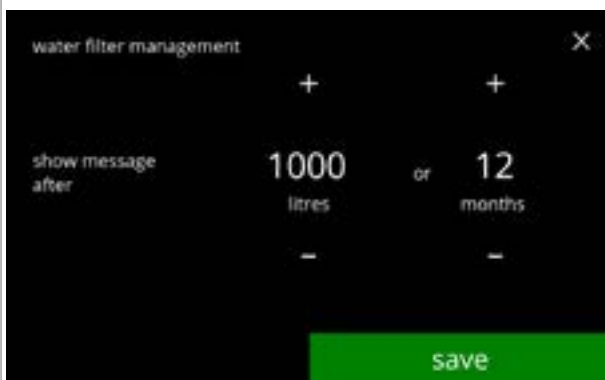 water filter management
×
+ +
show message
after
1000 or 12
litres months
− −
save